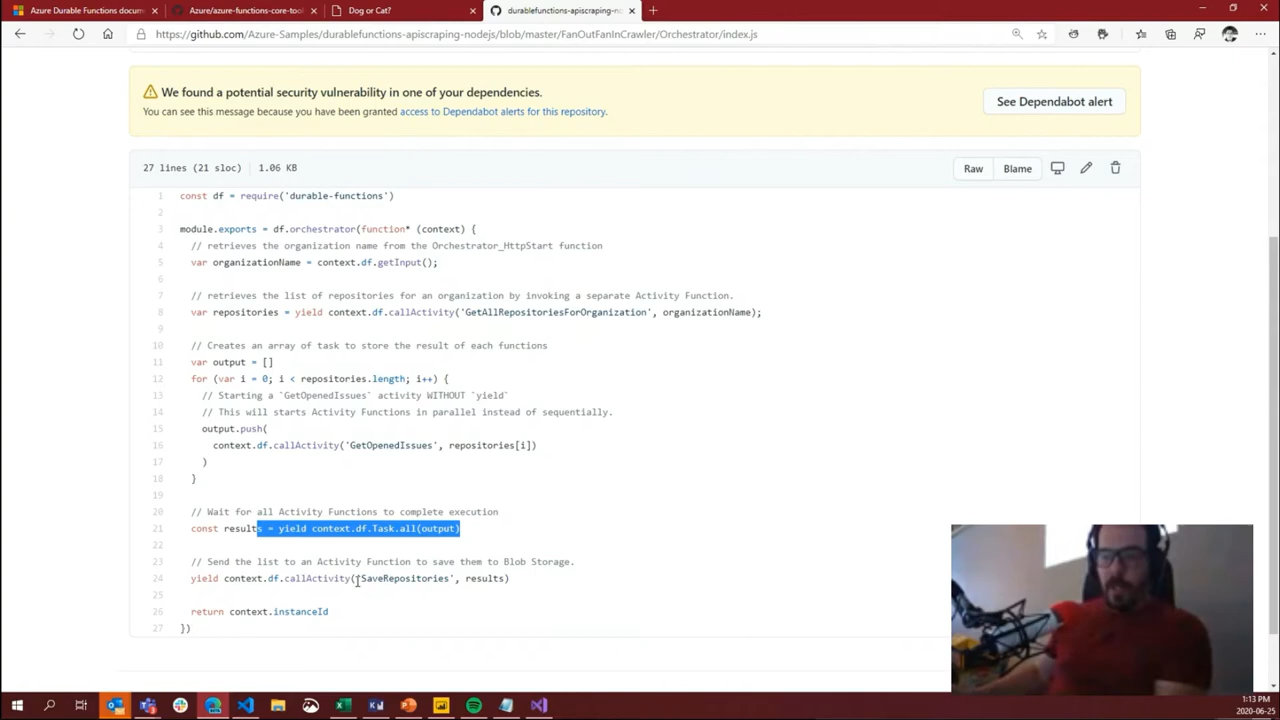 Azure Durable Functions docum
Azure/azure-functions-core-tool
Dog or Cat?
durablefunctions-apiscraping-no
https://github.com/Azure-Samples/durablefunctions-apiscraping-nodejs/blob/master/FanOutFanInCrawler/Orchestrator/index.js
We found a potential security vulnerability in one of your dependencies.
You can see this message because you have been granted access to Dependabot alerts for this repository.
See Dependabot alert
27 lines (21 sloc) 1.06 KB
Raw Blame
1 const df = require('durable-functions')
2
3 module.exports = df.orchestrator(function* (context) {
4 // retrieves the organization name from the Orchestrator_HttpStart function
5 var organizationName = context.df.getInput();
6
7 // retrieves the list of repositories for an organization by invoking a separate Activity Function.
8 var repositories = yield context.df.callActivity('GetAllRepositoriesForOrganization', organizationName);
9
10 // Creates an array of task to store the result of each functions
11 var output = []
12 for (var i = 0; i < repositories.length; i++) {
13 // Starting a `GetOpenedIssues` activity WITHOUT `yield`
14 // This will starts Activity Functions in parallel instead of sequentially.
15 output.push(
16 context.df.callActivity('GetOpenedIssues', repositories[i])
17 )
18 }
19
20 // Wait for all Activity Functions to complete execution
21 const results = yield context.df.Task.all(output)
22
23 // Send the list to an Activity Function to save them to Blob Storage.
24 yield context.df.callActivity('SaveRepositories', results)
25
26 return context.instanceId
27 })
1:13 PM
2020-06-25